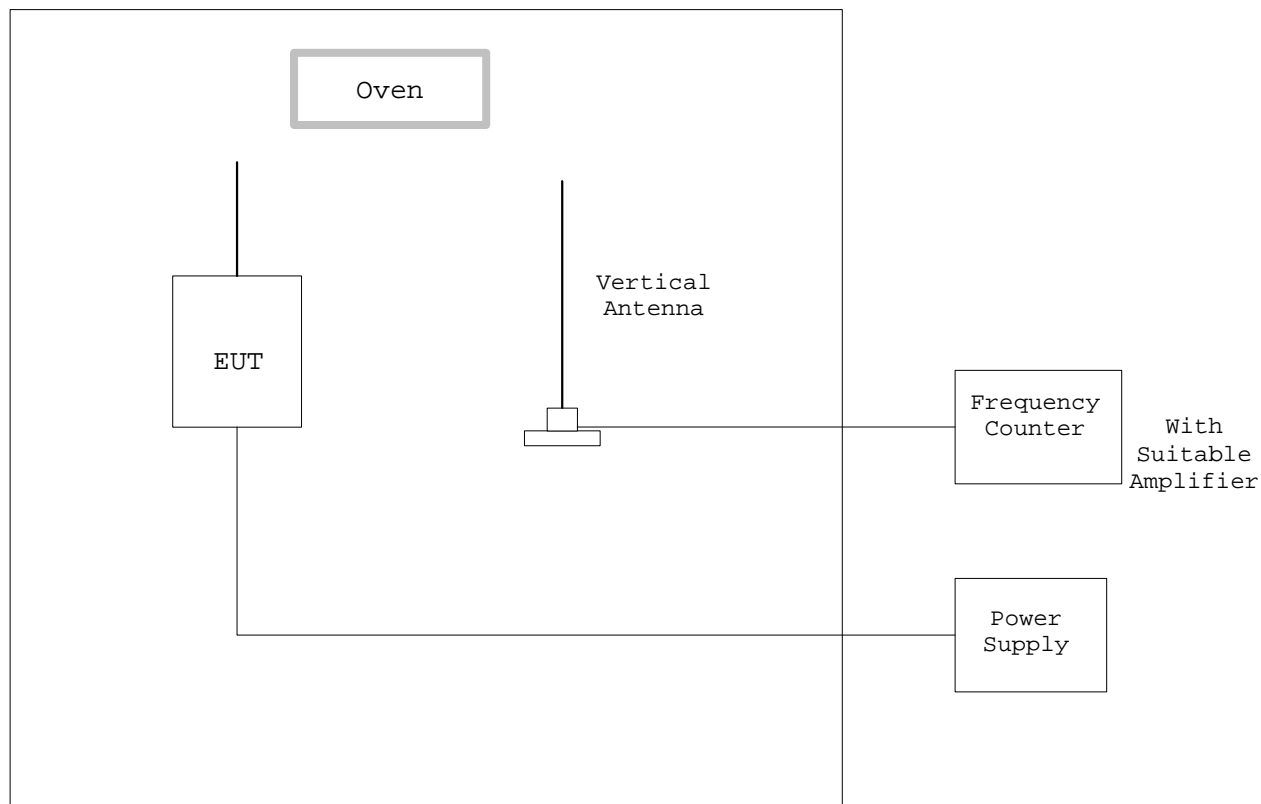 Oven
Vertical
Antenna
EUT
Frequency
Counter
With
Suitable
Amplifier
Power
Supply